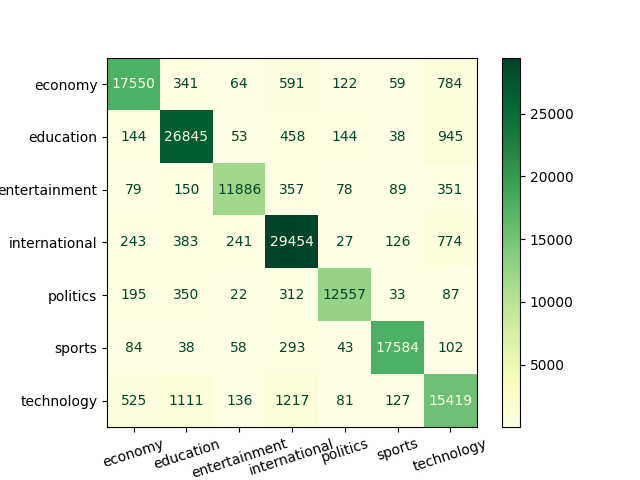 economy 17550 341 64 591 122 59 784
education 144 26845 53 458 144 38 945
entertainment 79 150 11886 357 78 89 351
international 243 383 241 29454 27 126 774
politics 195 350 22 312 12557 33 87
sports 84 38 58 293 43 17584 102
technology 525 1111 136 1217 81 127 15419
economy education entertainment international politics sports technology
25000
20000
15000
10000
5000